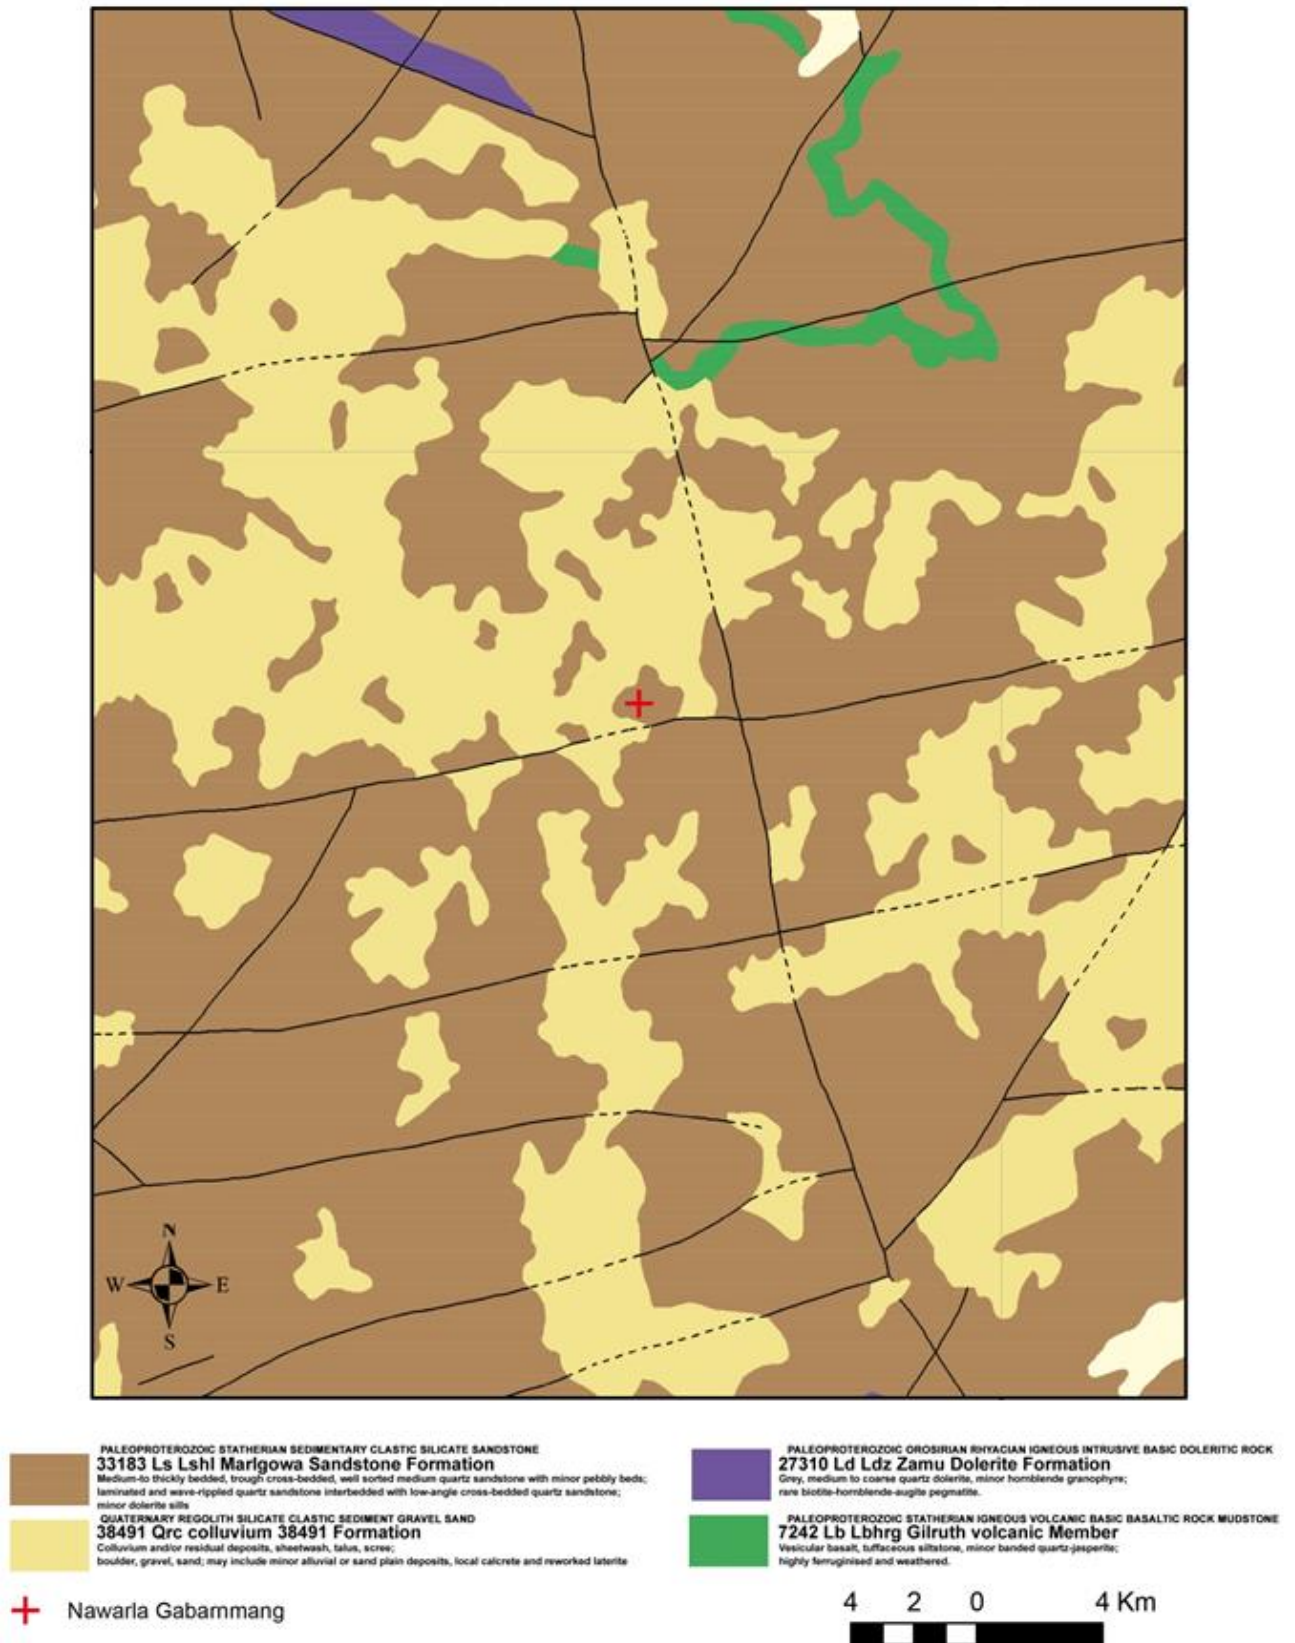 N
W E
S
PALEOPROTEROZOIC STATHERIAN SEDIMENTARY CLASTIC SILICATE SANDSTONE
33183 Ls Lshl Marlgowa Sandstone Formation
Medium-to thickly bedded, trough cross-bedded, well sorted medium quartz sandstone with minor pebbly beds;
laminated and wave-rippled quartz sandstone interbedded with low-angle cross-bedded quartz sandstone;
minor dolerite sills
QUATERNARY REGOLITH SILICATE CLASTIC SEDIMENT GRAVEL SAND
38491 Qrc colluvium 38491 Formation
Colluvium and/or residual deposits, sheetwash, talus, scree;
boulder, gravel, sand; may include minor alluvial or sand plain deposits, local calcrete and reworked laterite
Nawarla Gabarnmang
PALEOPROTEROZOIC OROSIRIAN RHYACIAN IGNEOUS INTRUSIVE BASIC DOLERITIC ROCK
27310 Ld Ldz Zamu Dolerite Formation
Grey, medium to coarse quartz dolerite, minor hornblende granophyre;
rare biotite-hornblende-augite pegmatite.
PALEOPROTEROZOIC STATHERIAN IGNEOUS VOLCANIC BASIC BASALTIC ROCK MUDSTONE
7242 Lb Lbhrg Gilruth volcanic Member
Vesicular basalt, tuffaceous siltstone, minor banded quartz-jasperite;
highly ferruginised and weathered.
4 2 0 4 Km